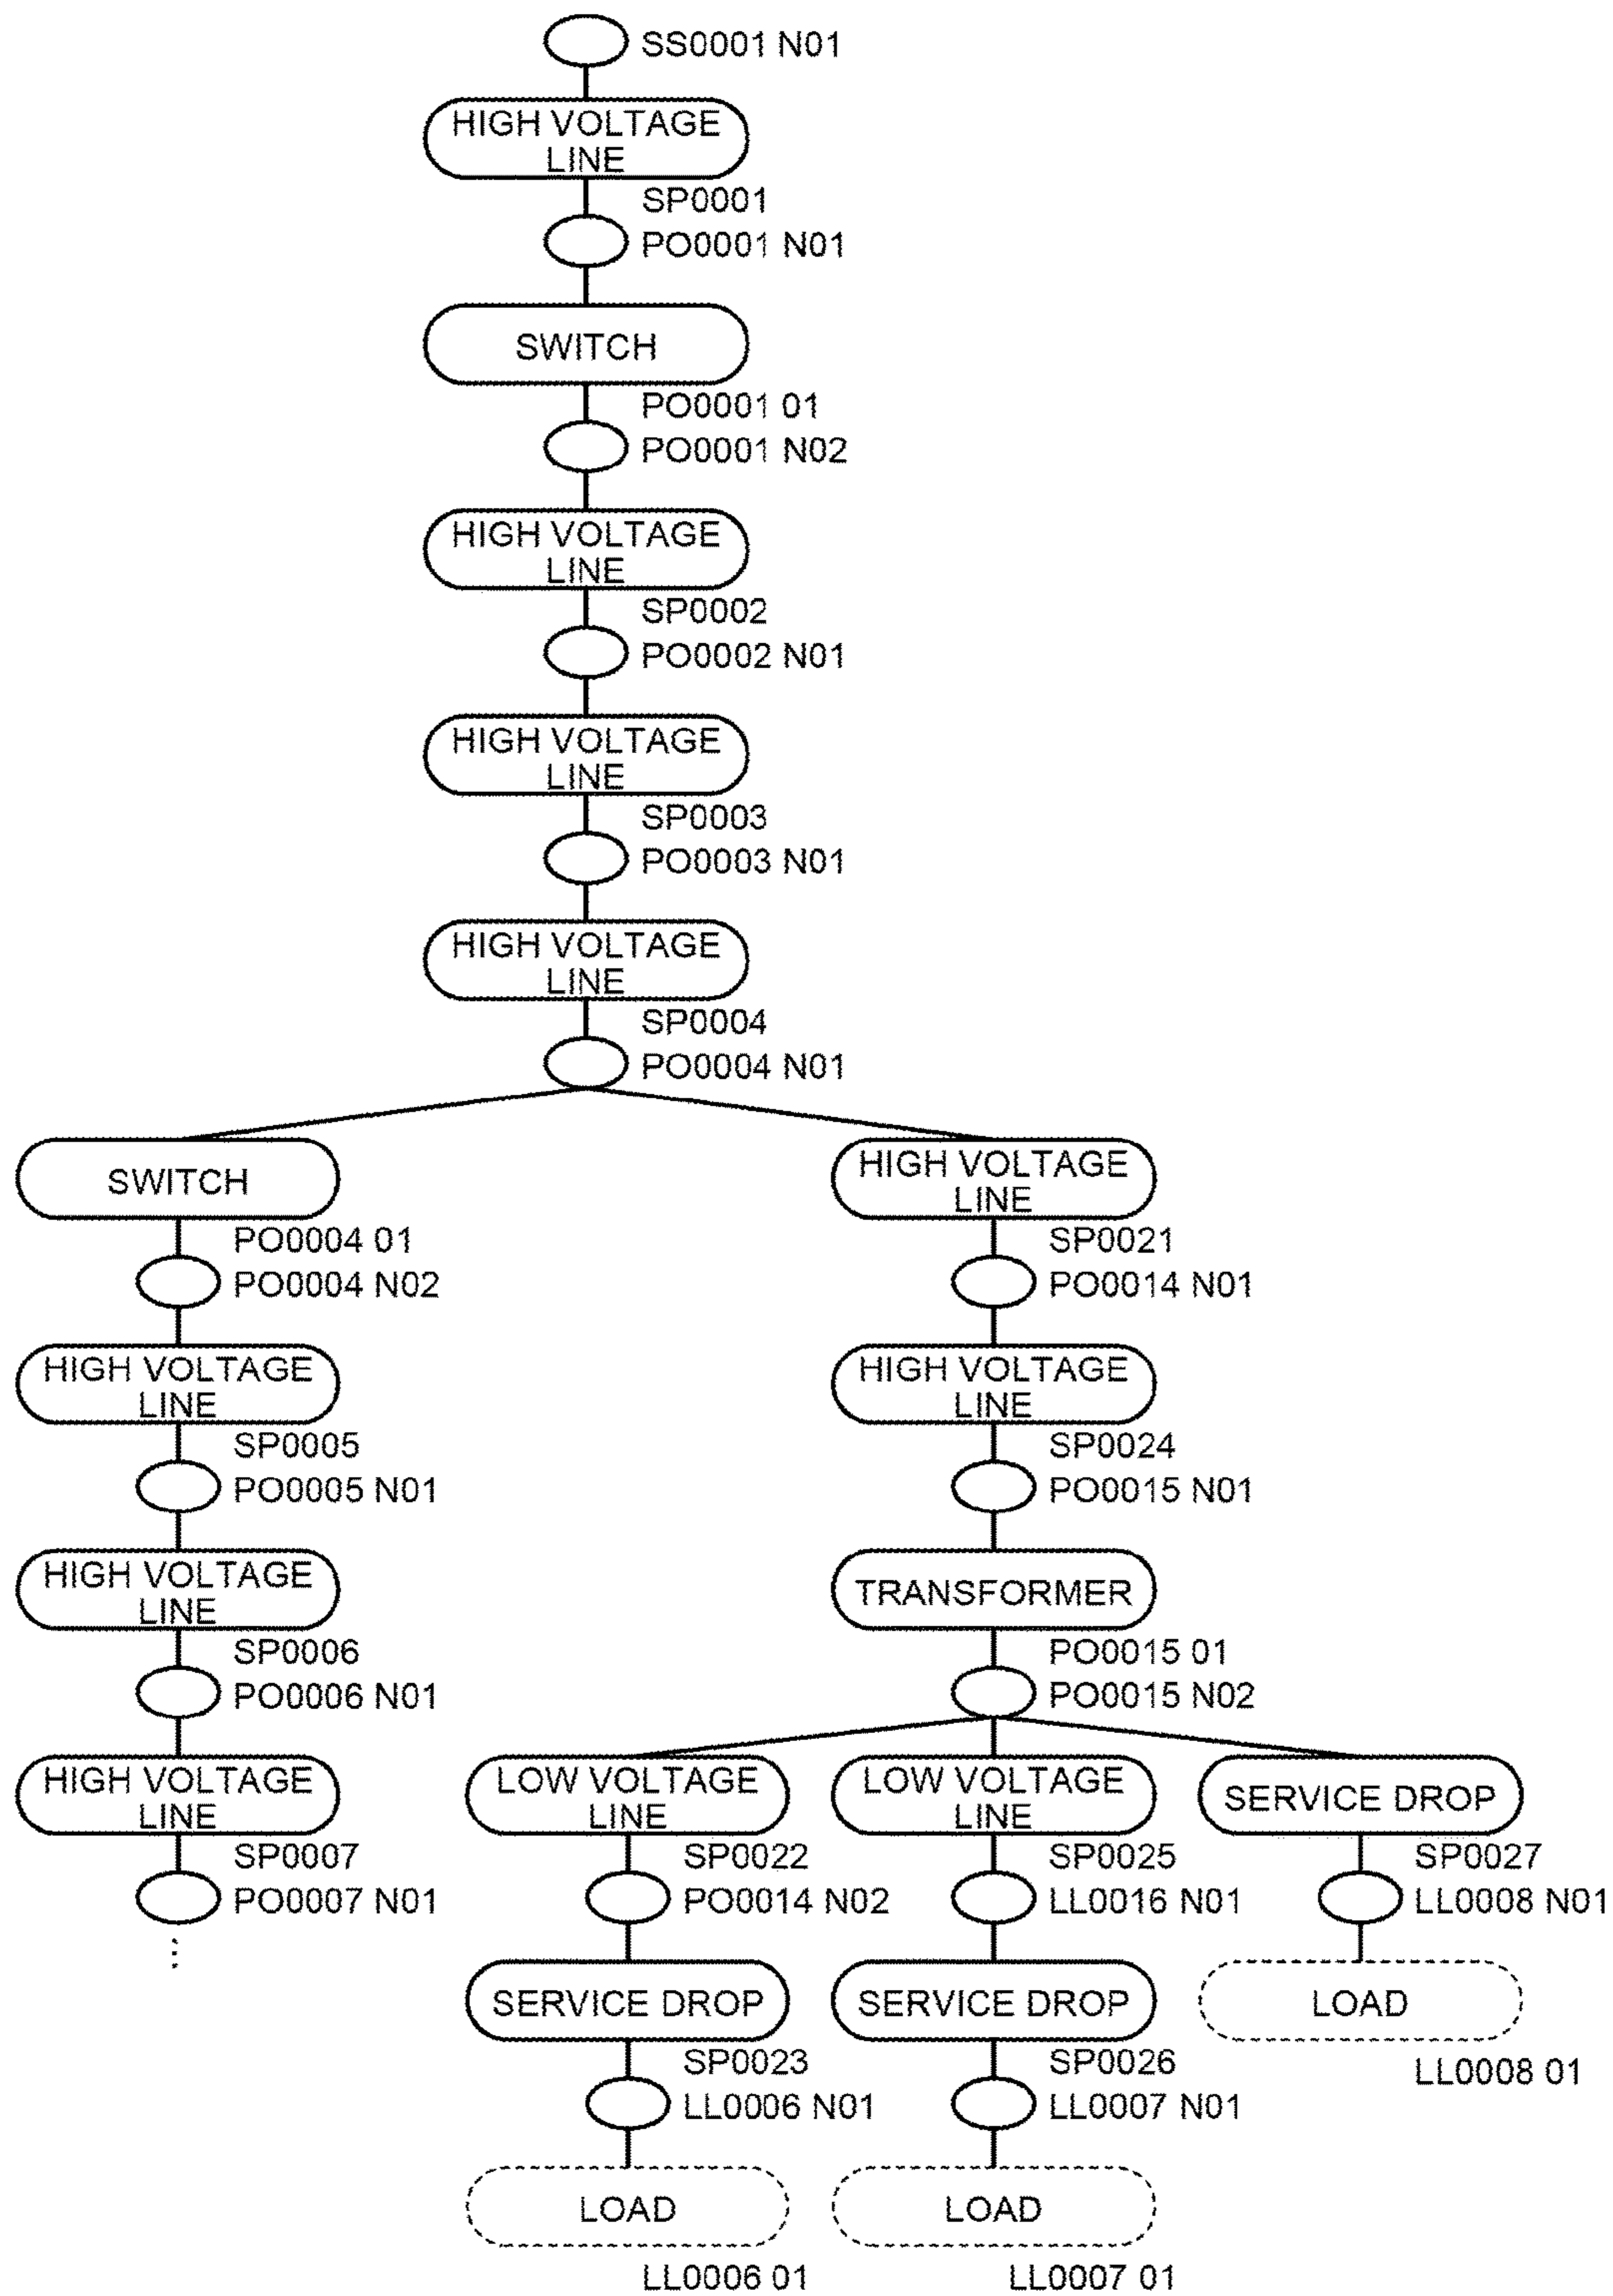 SS0001 N01
HIGH VOLTAGE
LINE
SP0001
PO0001 N01
SWITCH
PO0001 01
PO0001 N02
HIGH VOLTAGE
LINE
SP0002
PO0002 N01
HIGH VOLTAGE
LINE
SP0003
PO0003 N01
HIGH VOLTAGE
LINE
SP0004
PO0004 N01
SWITCH
PO0004 01
PO0004 N02
HIGH VOLTAGE
LINE
SP0005
PO0005 N01
HIGH VOLTAGE
LINE
SP0006
PO0006 N01
HIGH VOLTAGE
LINE
SP0007
PO0007 N01
HIGH VOLTAGE
LINE
SP0021
PO0014 N01
HIGH VOLTAGE
LINE
SP0024
PO0015 N01
TRANSFORMER
PO0015 01
PO0015 N02
LOW VOLTAGE
LINE
SP0022
PO0014 N02
SERVICE DROP
SP0023
LL0006 N01
LOAD
LL0006 01
LOW VOLTAGE
LINE
SP0025
LL0016 N01
SERVICE DROP
SP0026
LL0007 N01
LOAD
LL0007 01
SERVICE DROP
SP0027
LL0008 N01
LOAD
LL0008 01